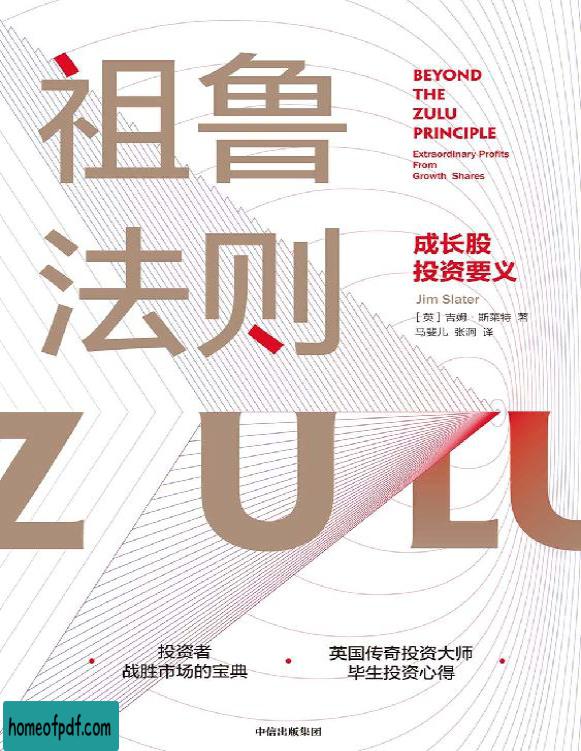 祖鲁
法则
BEYOND
THE
ZULU
PRINCIPLE
Extraordinary Profits
From
Growth Shares
成长股
投资要义
Jim Slater
[英]吉姆·斯莱特 著
马斐儿 张润 译
ZULU
投资者
战胜市场的宝典
英国传奇投资大师
毕生投资心得
homeofpdf.com
中信出版集团